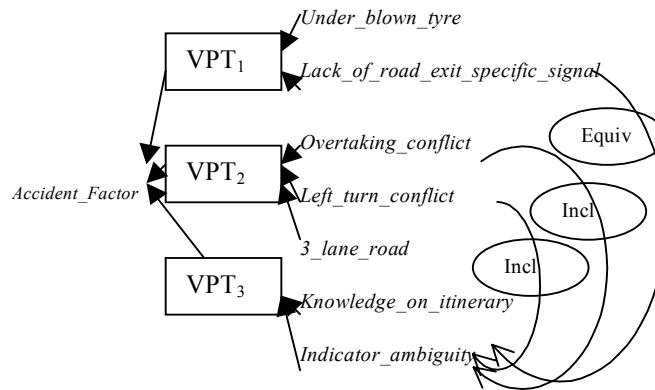 Under_blown_tyre
VPT1
Lack_of_road_exit_specific_signal
Equiv
Overtaking_conflict
VPT2
Accident_Factor
Left_turn_conflict
Incl
3_lane_road
Incl
VPT3
Knowledge_on_itinerary
Indicator_ambiguity